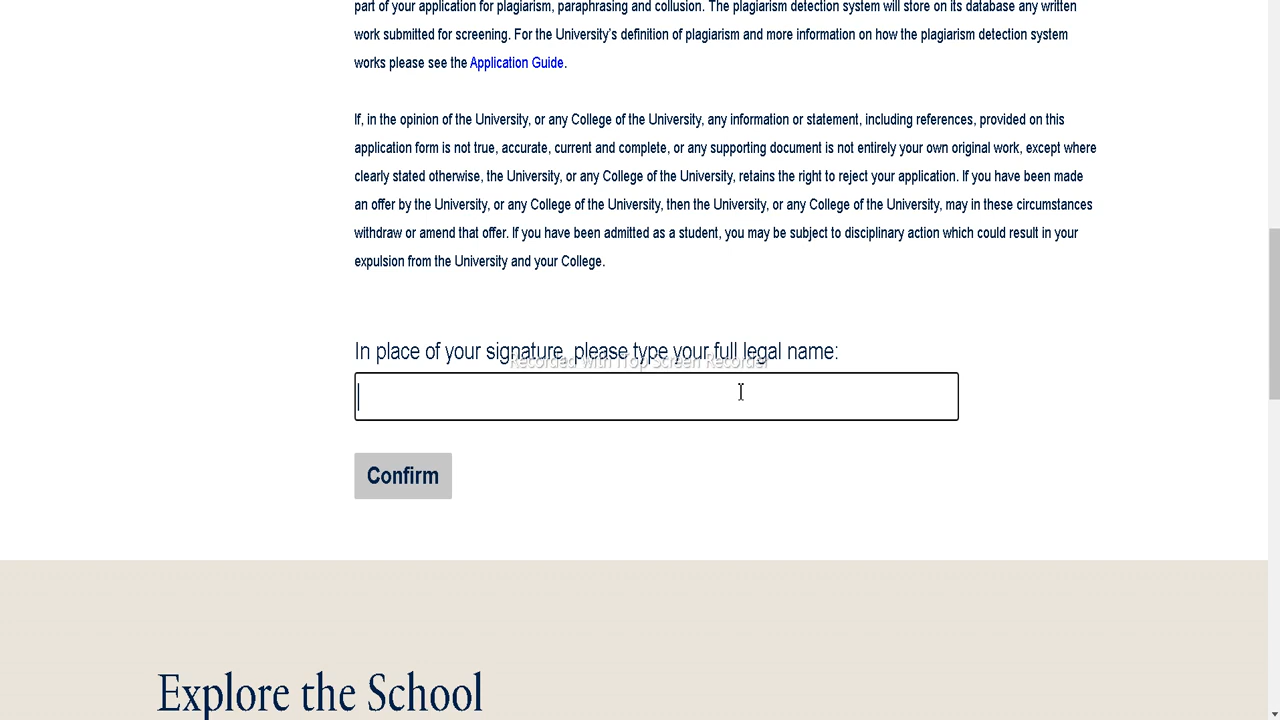 part of your application for plagiarism, paraphrasing and collusion. The plagiarism detection system will store on its database any written
work submitted for screening. For the University's definition of plagiarism and more information on how the plagiarism detection system
works please see the Application Guide.
If, in the opinion of the University, or any College of the University, any information or statement, including references, provided on this
application form is not true, accurate, current and complete, or any supporting document is not entirely your own original work, except where
clearly stated otherwise, the University, or any College of the University, retains the right to reject your application. If you have been made
an offer by the University, or any College of the University, then the University, or any College of the University, may in these circumstances
withdraw or amend that offer. If you have been admitted as a student, you may be subject to disciplinary action which could result in your
expulsion from the University and your College.
In place of your signature, please type your full legal name:
Recorded with iTop Screen Recorder
Confirm
Explore the School